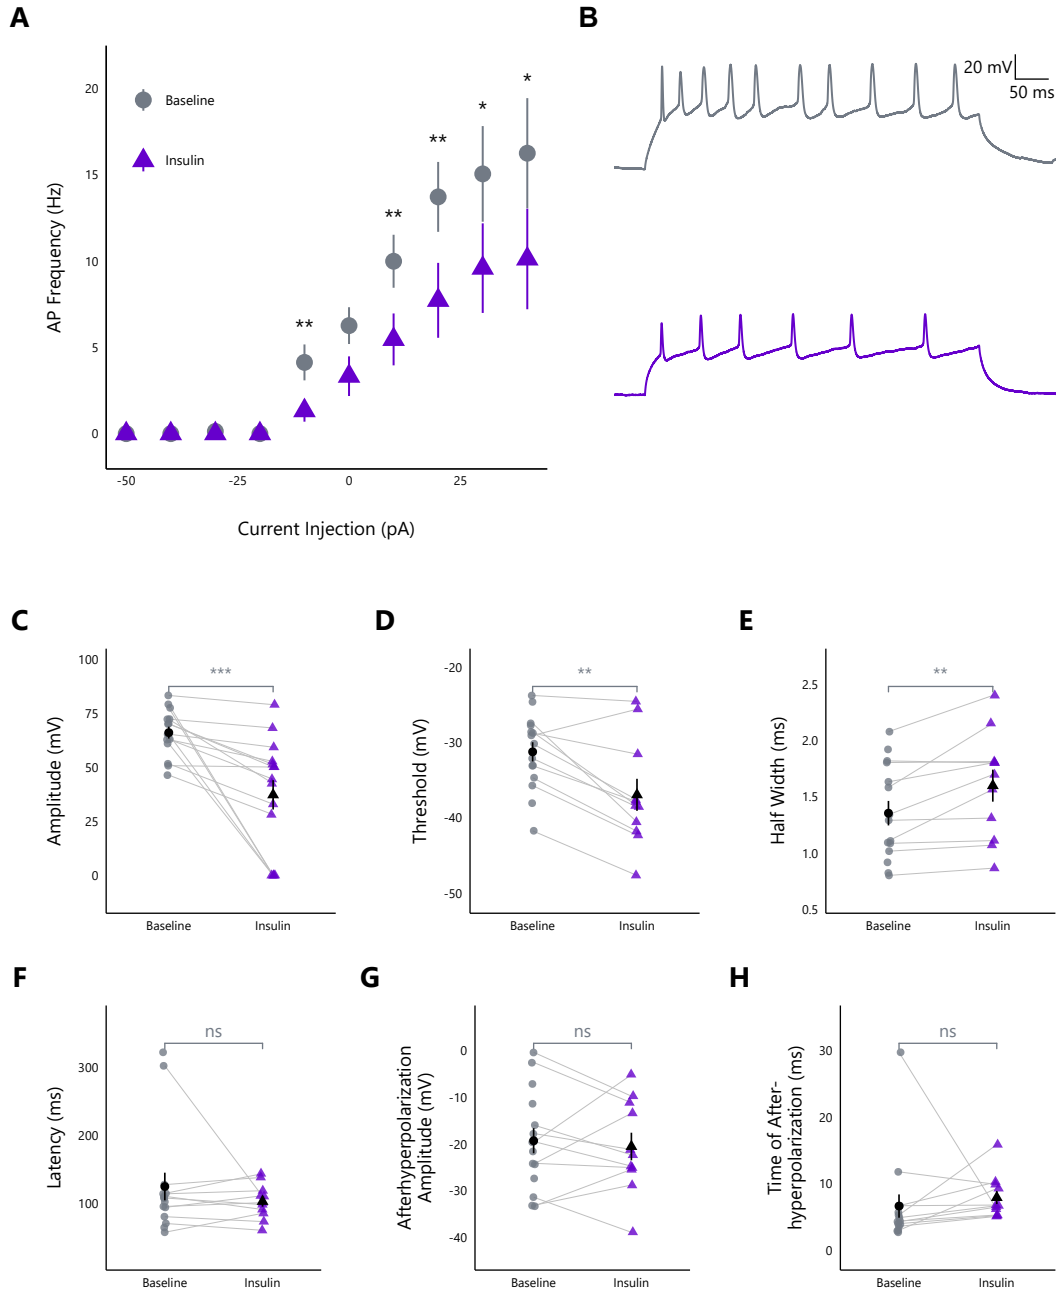 A
B
20
15
10
5
0
AP Frequency (Hz)
Baseline
Insulin
**
**
**
*
*
-50
-25
0
25
Current Injection (pA)
20 mV
50 ms
C
D
E
100
75
50
25
0
Amplitude (mV)
***
Baseline
Insulin
-20
-30
-40
-50
Threshold (mV)
**
Baseline
Insulin
2.5
2.0
1.5
1.0
0.5
Half Width (ms)
**
Baseline
Insulin
F
G
H
300
200
100
Latency (ms)
ns
Baseline
Insulin
0
-10
-20
-30
-40
Afterhyperpolarization
Amplitude (mV)
ns
Baseline
Insulin
30
20
10
0
Time of After-
hyperpolarization (ms)
ns
Baseline
Insulin